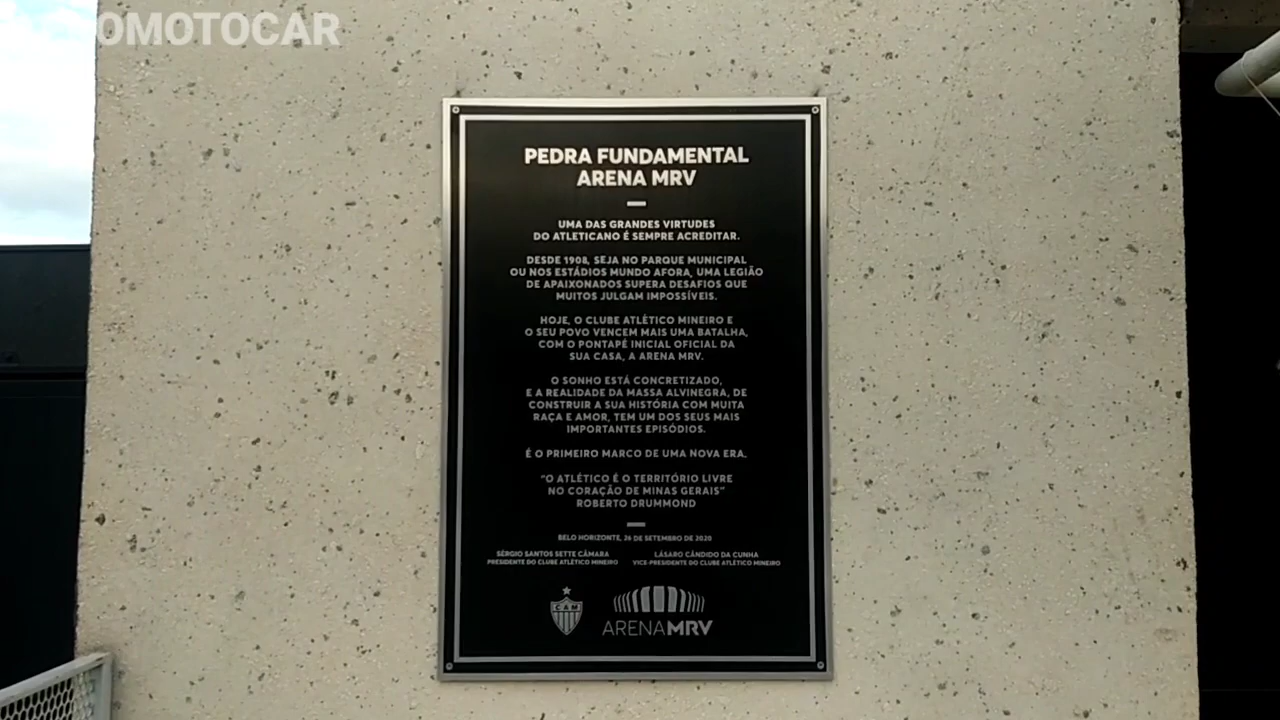 OMOTOCAR
PEDRA FUNDAMENTAL
ARENA MRV
UMA DAS GRANDES VIRTUDES
DO ATLETICANO É SEMPRE ACREDITAR.
DESDE 1908, SEJA NO PARQUE MUNICIPAL
OU NOS ESTÁDIOS MUNDO AFORA, UMA LEGIÃO
DE APAIXONADOS SUPERA DESAFIOS QUE
MUITOS JULGAM IMPOSSÍVEIS.
HOJE, O CLUBE ATLÉTICO MINEIRO E
O SEU POVO VENCEM MAIS UMA BATALHA,
COM O PONTAPÉ INICIAL OFICIAL DA
SUA CASA, A ARENA MRV.
O SONHO ESTÁ CONCRETIZADO,
E A REALIDADE DA MASSA ALVINEGRA, DE
CONSTRUIR A SUA HISTÓRIA COM MUITA
RAÇA E AMOR, TEM UM DOS SEUS MAIS
IMPORTANTES EPISÓDIOS.
É O PRIMEIRO MARCO DE UMA NOVA ERA.
“O ATLÉTICO É O TERRITÓRIO LIVRE
NO CORAÇÃO DE MINAS GERAIS”
ROBERTO DRUMMOND
BELO HORIZONTE, 26 DE SETEMBRO DE 2020
SÉRGIO SANTOS SETTE CÂMARA
PRESIDENTE DO CLUBE ATLÉTICO MINEIRO
LÁSARO CÂNDIDO DA CUNHA
VICE-PRESIDENTE DO CLUBE ATLÉTICO MINEIRO
CAM
ARENAMRV